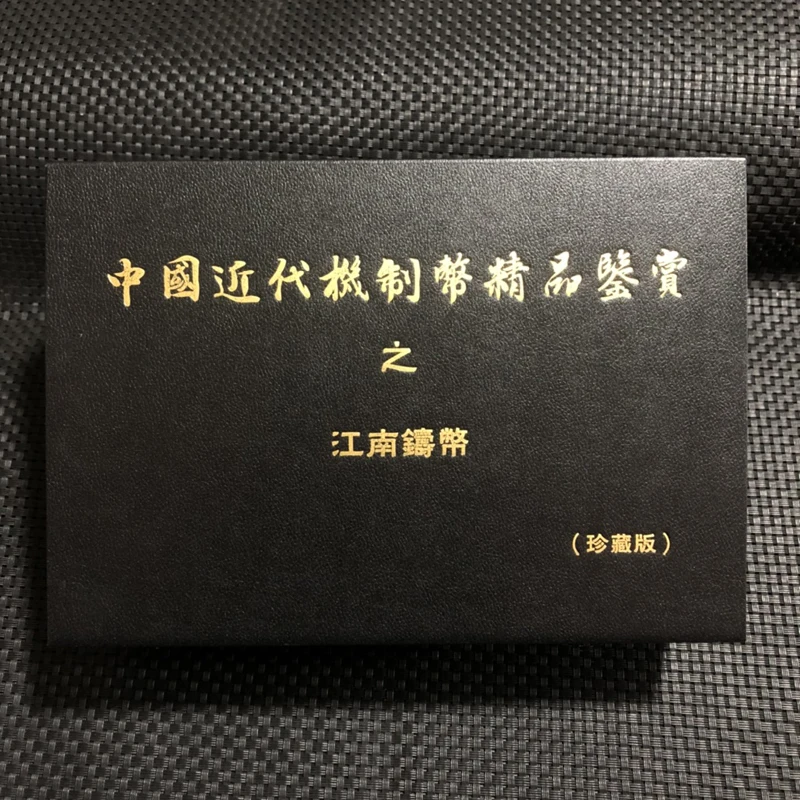 中國近代機制幣精品鑒賞
之
江南鑄幣
（珍藏版）